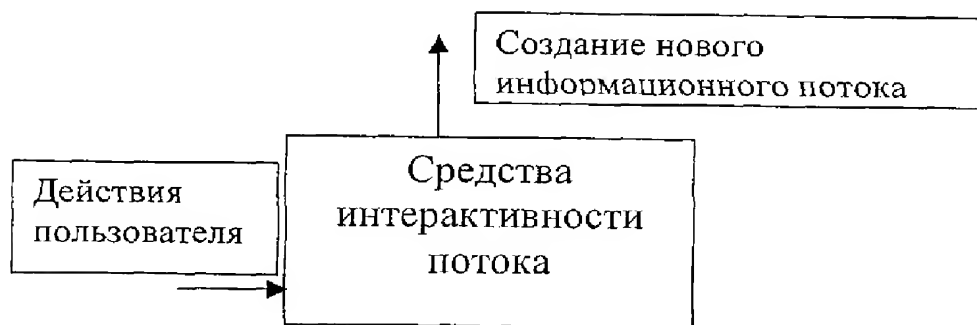 Создание нового
информационного потока
Средства
интерактивности
потока
Действия
пользователя